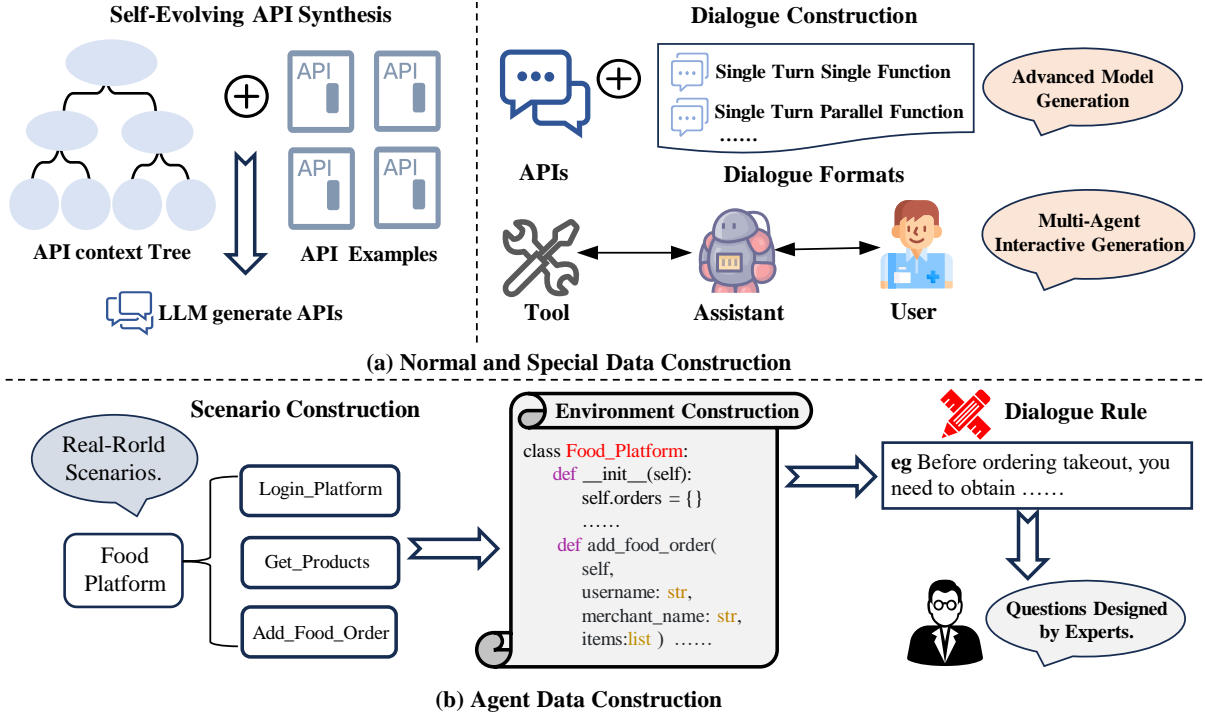 Self-Evolving API Synthesis
API
API
API
API
API context Tree
API Examples
LLM generate APIs
Dialogue Construction
APIs
Single Turn Single Function
Single Turn Parallel Function
……
Dialogue Formats
Advanced Model
Generation
Tool
Assistant
User
Multi-Agent
Interactive Generation
(a) Normal and Special Data Construction
Scenario Construction
Real-Rorld
Scenarios.
Food
Platform
Login_Platform
Get_Products
Add_Food_Order
Environment Construction
class Food_Platform:
def __init__(self):
self.orders = {}
……
def add_food_order(
self,
username: str,
merchant_name: str,
items:list ) ……
Dialogue Rule
eg Before ordering takeout, you
need to obtain ……
Questions Designed
by Experts.
(b) Agent Data Construction